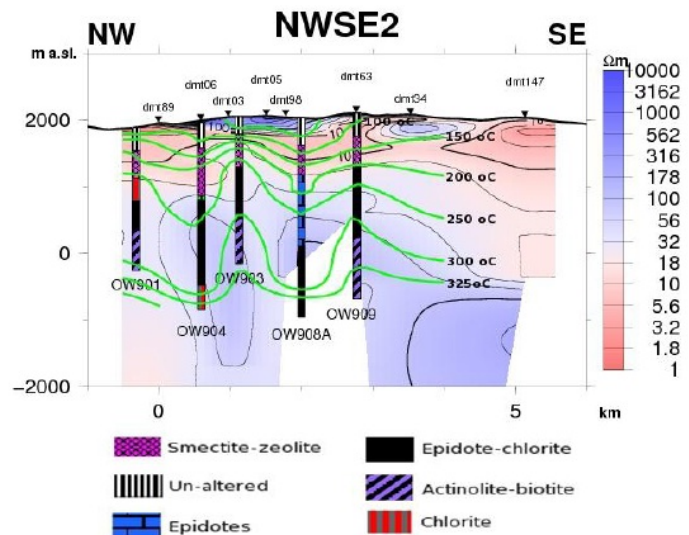 NWSE2
NW
SE
m a.sl.
dmt89
dmt06
dmt03
dmt05
dmt98
dmt63
dmt34
dmt147
Ωm
10000
3162
1000
562
316
178
100
56
32
18
10
5.6
3.2
1.8
1
2000
0
-2000
100
10
10
100 oC
150 oC
200 oC
250 oC
300 oC
325oC
OW901
OW904
OW903
OW908A
OW909
0
5
km
Smectite-zeolite
Epidote-chlorite
Un-altered
Actinolite-biotite
Epidotes
Chlorite